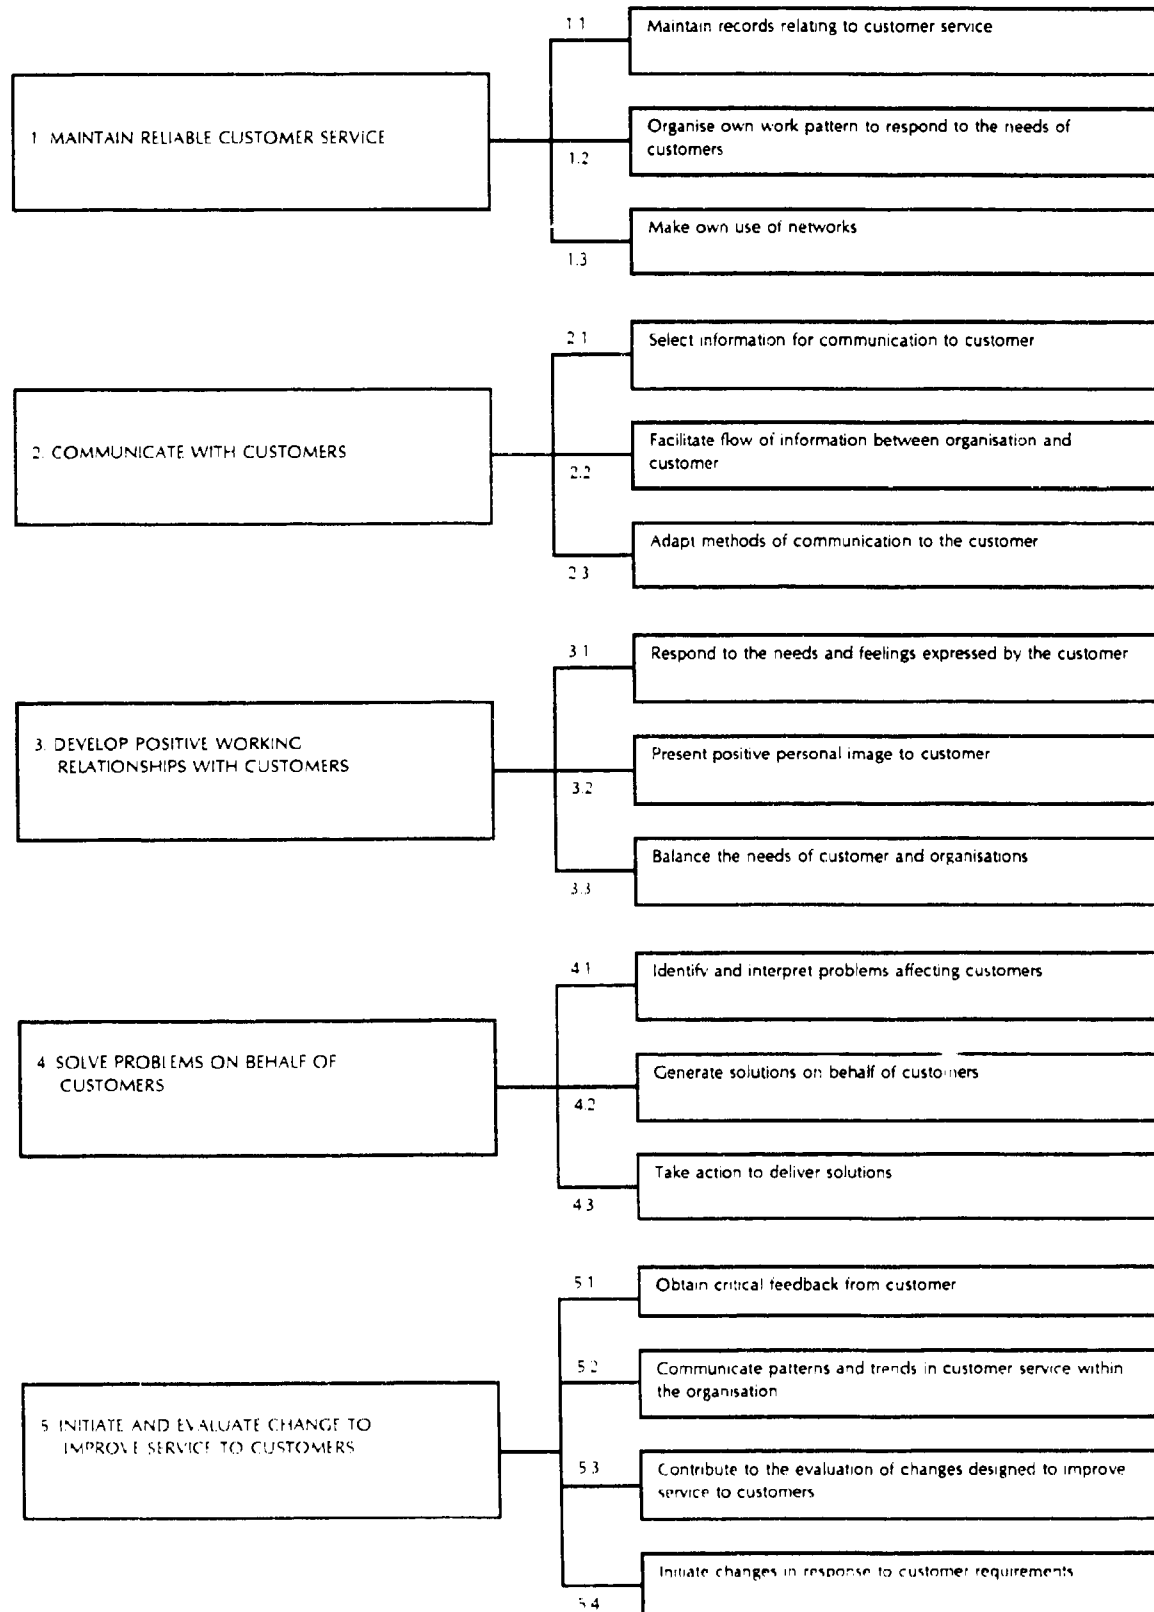 1.1
Maintain records relating to customer service
1 MAINTAIN RELIABLE CUSTOMER SERVICE
Organise own work pattern to respond to the needs of
customers
1.2
Make own use of networks
1.3
2.1
Select information for communication to customer
2. COMMUNICATE WITH CUSTOMERS
Facilitate flow of information between organisation and
customer
2.2
Adapt methods of communication to the customer
2.3
3.1
Respond to the needs and feelings expressed by the customer
3. DEVELOP POSITIVE WORKING
RELATIONSHIPS WITH CUSTOMERS
Present positive personal image to customer
3.2
Balance the needs of customer and organisations
3.3
4.1
Identify and interpret problems affecting customers
4 SOLVE PROBLEMS ON BEHALF OF
CUSTOMERS
Generate solutions on behalf of customers
4.2
Take action to deliver solutions
4.3
5.1
Obtain critical feedback from customer
5.2
Communicate patterns and trends in customer service within
the organisation
5 INITIATE AND EVALUATE CHANGE TO
IMPROVE SERVICE TO CUSTOMERS
5.3
Contribute to the evaluation of changes designed to improve
service to customers
Initiate changes in response to customer requirements
5.4